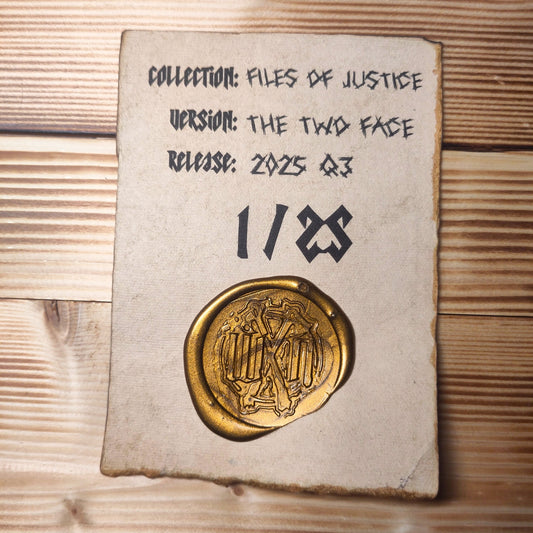 COLLECTION: FILES OF JUSTICE
VERSION: THE TWO FACE
RELEASE: 2025 Q3
1/25